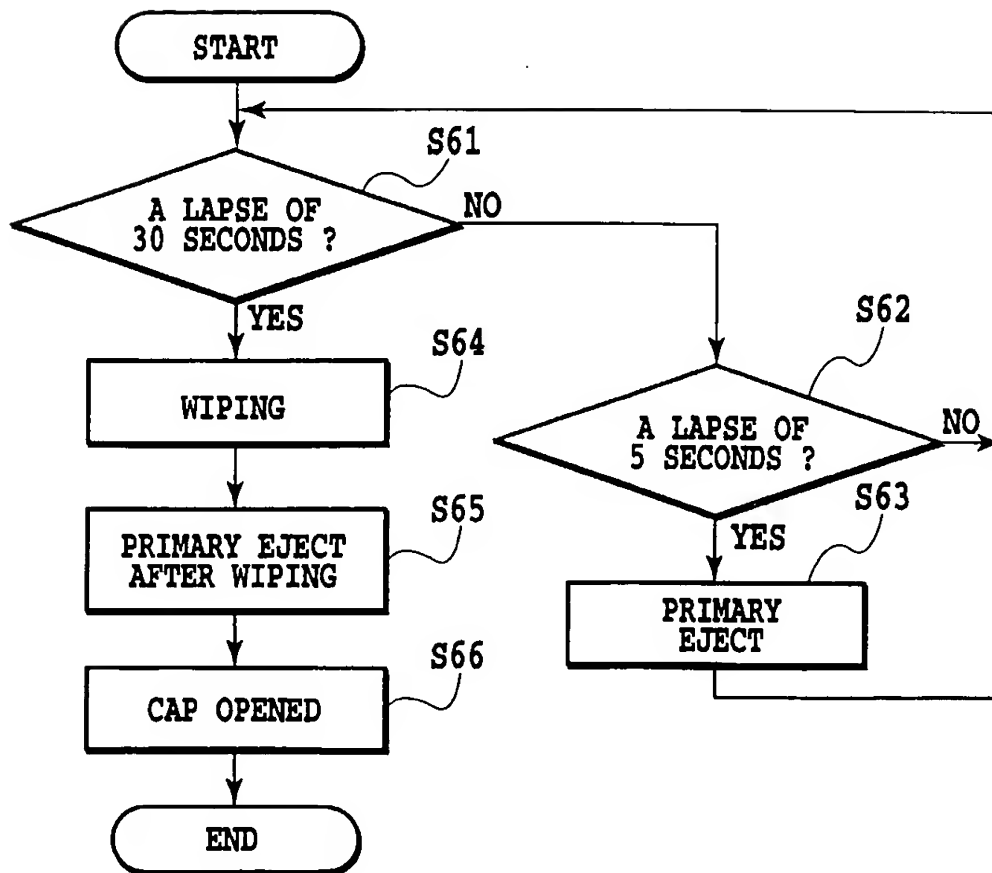 START
S61
A LAPSE OF
30 SECONDS ?
NO
YES
S62
S64
WIPING
A LAPSE OF
5 SECONDS ?
NO
S63
YES
S65
PRIMARY EJECT
AFTER WIPING
PRIMARY
EJECT
S66
CAP OPENED
END